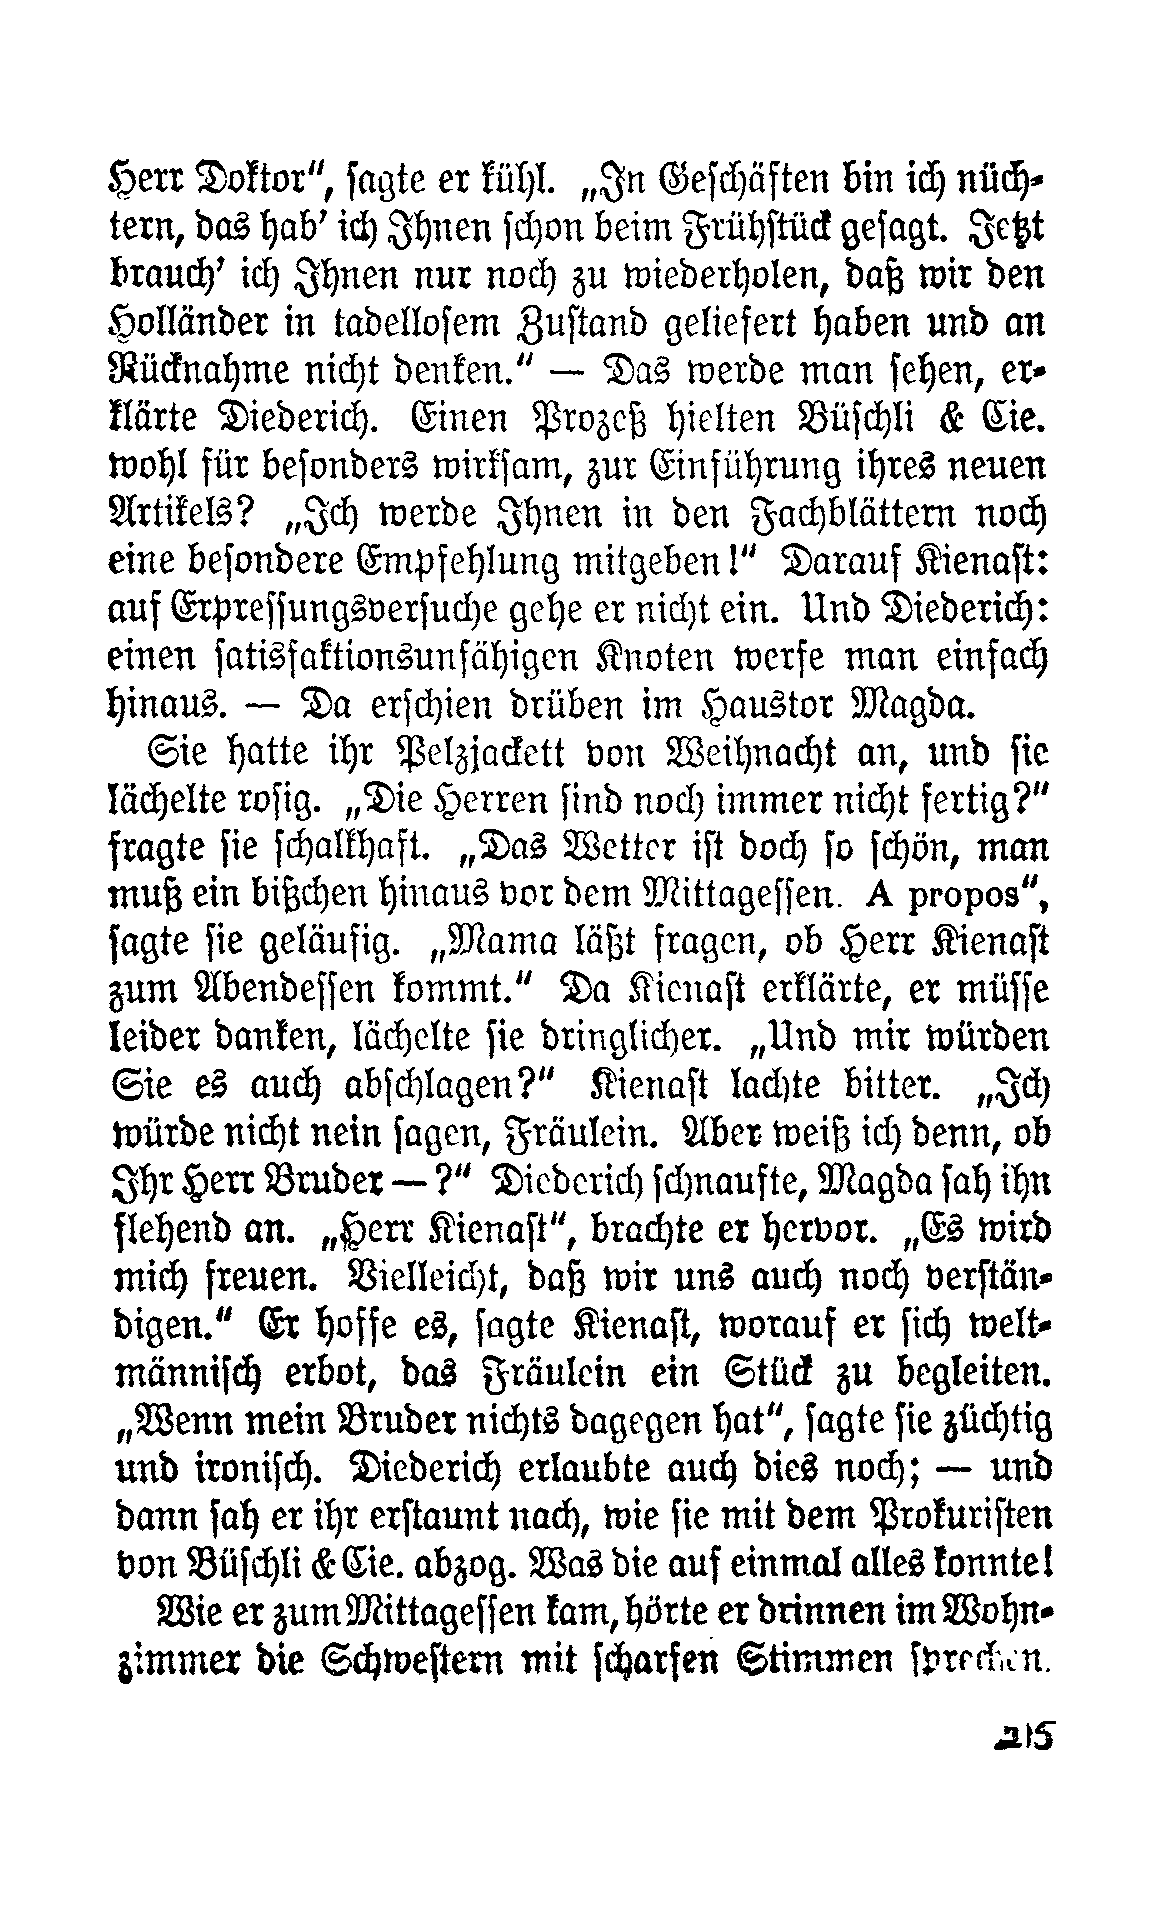 Herr Doktor“, sagte er kühl. „In Geschäften bin ich nüch-
tern, das hab’ ich Ihnen schon beim Frühstück gesagt. Jetzt
brauch’ ich Ihnen nur noch zu wiederholen, daß wir den
Holländer in tadellosem Zustand geliefert haben und an
Rücknahme nicht denken.“ — Das werde man sehen, er-
klärte Diederich. Einen Prozeß hielten Büschli & Cie.
wohl für besonders wirksam, zur Einführung ihres neuen
Artikels? „Ich werde Ihnen in den Fachblättern noch
eine besondere Empfehlung mitgeben!“ Darauf Kienast:
auf Erpressungsversuche gehe er nicht ein. Und Diederich:
einen satisfaktionsunfähigen Knoten werfe man einfach
hinaus. — Da erschien drüben im Haustor Magda.
Sie hatte ihr Pelzjackett von Weihnacht an, und sie
lächelte rosig. „Die Herren sind noch immer nicht fertig?“
fragte sie schalkhaft. „Das Wetter ist doch so schön, man
muß ein bißchen hinaus vor dem Mittagessen. A propos“,
sagte sie geläufig. „Mama läßt fragen, ob Herr Kienast
zum Abendessen kommt.“ Da Kienast erklärte, er müsse
leider danken, lächelte sie dringlicher. „Und mir würden
Sie es auch abschlagen?“ Kienast lachte bitter. „Ich
würde nicht nein sagen, Fräulein. Aber weiß ich denn, ob
Ihr Herr Bruder —?“ Diederich schnaufte, Magda sah ihn
flehend an. „Herr Kienast“, brachte er hervor. „Es wird
mich freuen. Vielleicht, daß wir uns auch noch verstän-
digen.“ Er hoffe es, sagte Kienast, worauf er sich welt-
männisch erbot, das Fräulein ein Stück zu begleiten.
„Wenn mein Bruder nichts dagegen hat“, sagte sie züchtig
und ironisch. Diederich erlaubte auch dies noch; — und
dann sah er ihr erstaunt nach, wie sie mit dem Prokuristen
von Büschli & Cie. abzog. Was die auf einmal alles konnte!
Wie er zum Mittagessen kam, hörte er drinnen im Wohn-
zimmer die Schwestern mit scharfen Stimmen sprechen.
215